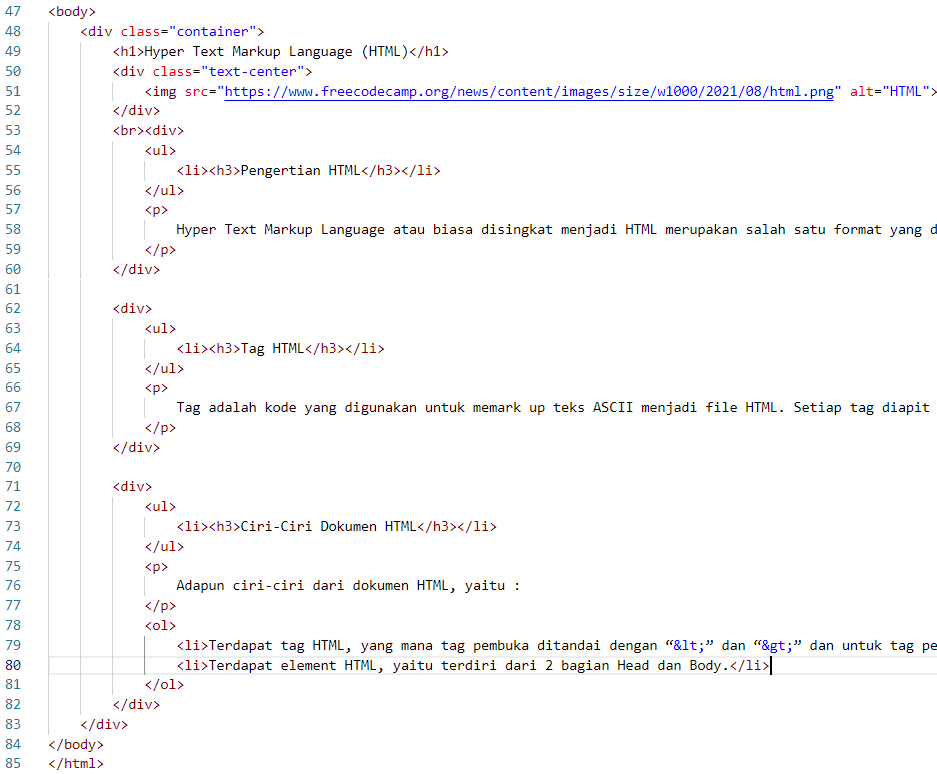 47 <body>
48 <div class="container">
49 <h1>Hyper Text Markup Language (HTML)</h1>
50 <div class="text-center">
51 <img src="https://www.freecodecamp.org/news/content/images/size/w1000/2021/08/html.png" alt="HTML">
52 </div>
53 <br><div>
54 <ul>
55 <li><h3>Pengertian HTML</h3></li>
56 </ul>
57 <p>
58 Hyper Text Markup Language atau biasa disingkat menjadi HTML merupakan salah satu format yang d
59 </p>
60 </div>
61
62 <div>
63 <ul>
64 <li><h3>Tag HTML</h3></li>
65 </ul>
66 <p>
67 Tag adalah kode yang digunakan untuk memark up teks ASCII menjadi file HTML. Setiap tag diapit
68 </p>
69 </div>
70
71 <div>
72 <ul>
73 <li><h3>Ciri-Ciri Dokumen HTML</h3></li>
74 </ul>
75 <p>
76 Adapun ciri-ciri dari dokumen HTML, yaitu :
77 </p>
78 <ol>
79 <li>Terdapat tag HTML, yang mana tag pembuka ditandai dengan “&lt;” dan “&gt;” dan untuk tag pe
80 <li>Terdapat element HTML, yaitu terdiri dari 2 bagian Head dan Body.</li>
81 </ol>
82 </div>
83 </div>
84 </body>
85 </html>